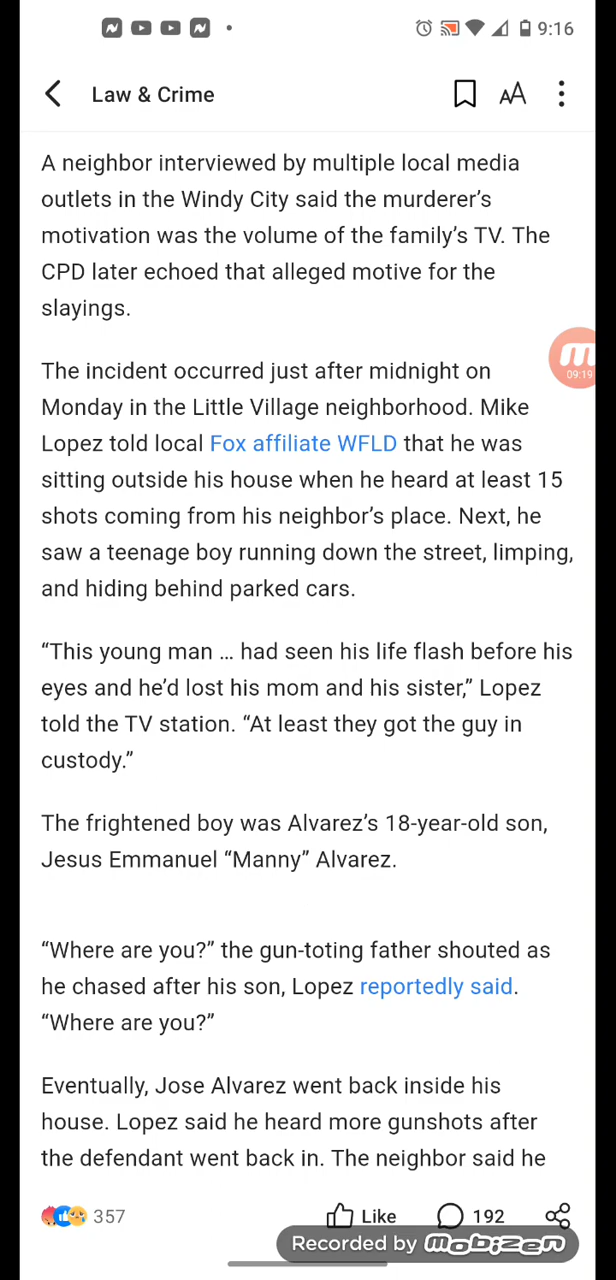 9:16
Law & Crime
AA
A neighbor interviewed by multiple local media
outlets in the Windy City said the murderer’s
motivation was the volume of the family’s TV. The
CPD later echoed that alleged motive for the
slayings.
m
09:19
The incident occurred just after midnight on
Monday in the Little Village neighborhood. Mike
Lopez told local Fox affiliate WFLD that he was
sitting outside his house when he heard at least 15
shots coming from his neighbor’s place. Next, he
saw a teenage boy running down the street, limping,
and hiding behind parked cars.
“This young man … had seen his life flash before his
eyes and he’d lost his mom and his sister,” Lopez
told the TV station. “At least they got the guy in
custody.”
The frightened boy was Alvarez’s 18-year-old son,
Jesus Emmanuel “Manny” Alvarez.
“Where are you?” the gun-toting father shouted as
he chased after his son, Lopez reportedly said.
“Where are you?”
Eventually, Jose Alvarez went back inside his
house. Lopez said he heard more gunshots after
the defendant went back in. The neighbor said he
357
Like
192
Recorded by mobizen